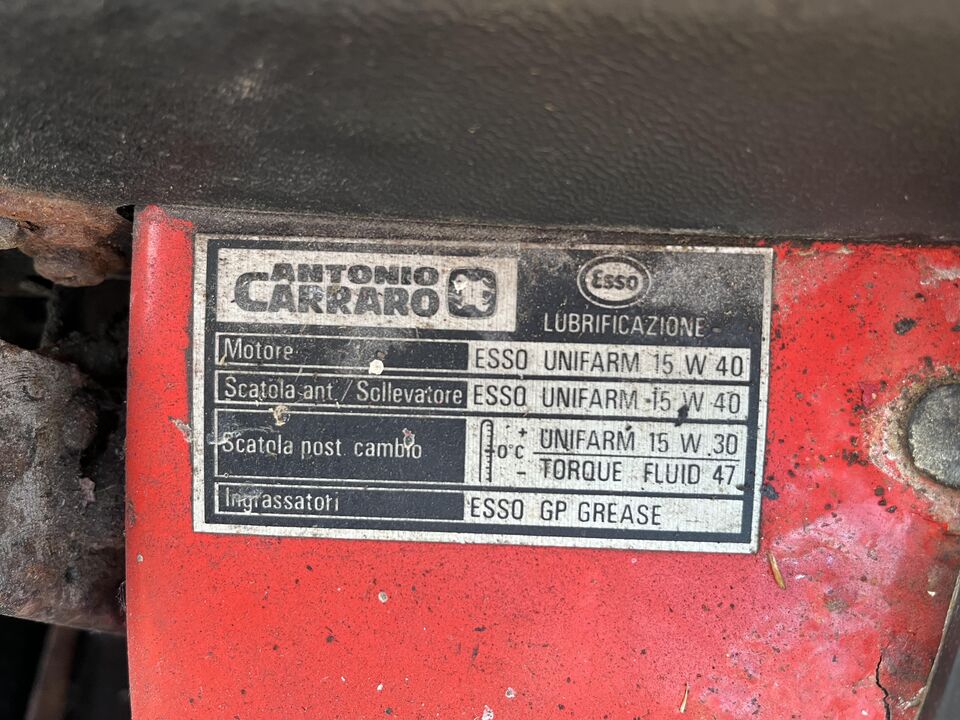 ANTONIO
CARRARO
Esso
LUBRIFICAZIONE
Motore ESSO UNIFARM 15 W 40
Scatola ant./Sollevatore ESSO UNIFARM 15 W 40
Scatola post. cambio 0°C + UNIFARM 15 W 30
- TORQUE FLUID 47
Ingrassatori ESSO GP GREASE